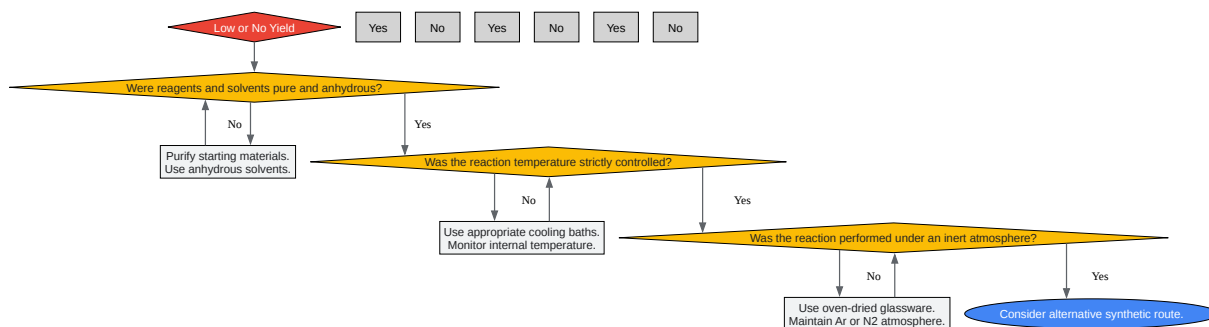 Low or No Yield
Yes
No
Yes
No
Yes
No
Were reagents and solvents pure and anhydrous?
No
Yes
Purify starting materials.
Use anhydrous solvents.
Was the reaction temperature strictly controlled?
No
Yes
Use appropriate cooling baths.
Monitor internal temperature.
Was the reaction performed under an inert atmosphere?
No
Yes
Use oven-dried glassware.
Maintain Ar or N2 atmosphere.
Consider alternative synthetic route.